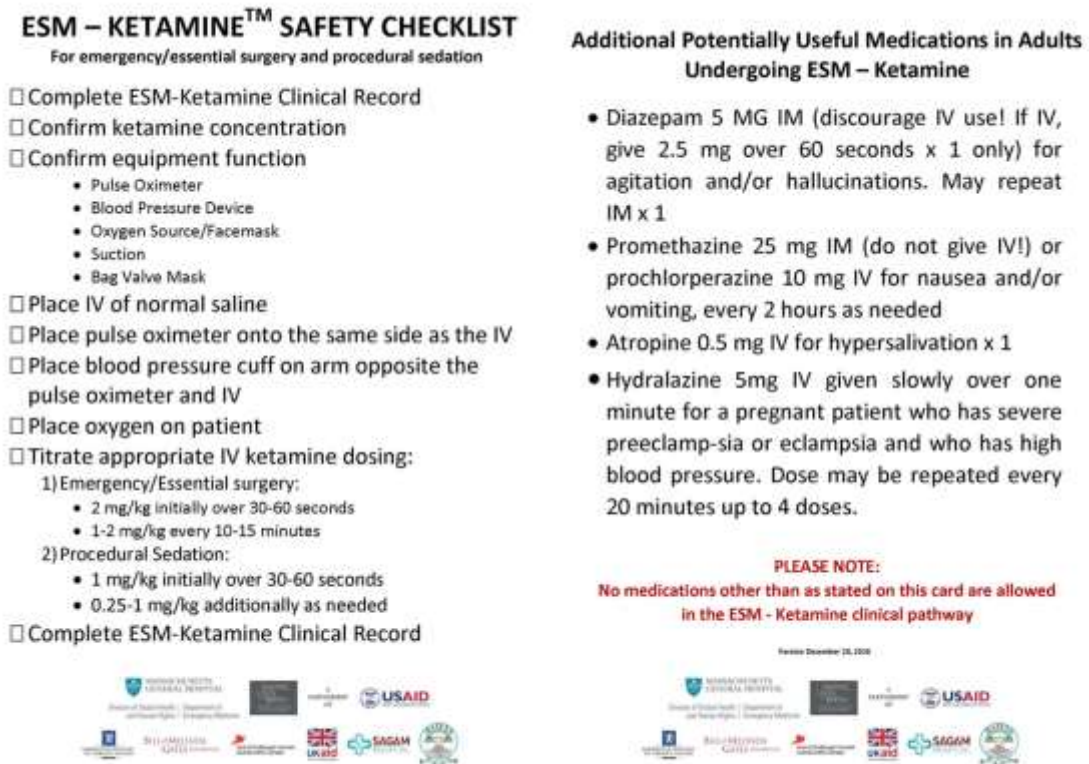 ESM – KETAMINE™ SAFETY CHECKLIST
For emergency/essential surgery and procedural sedation
□ Complete ESM-Ketamine Clinical Record
□ Confirm ketamine concentration
□ Confirm equipment function
• Pulse Oximeter
• Blood Pressure Device
• Oxygen Source/Facemask
• Suction
• Bag Valve Mask
□ Place IV of normal saline
□ Place pulse oximeter onto the same side as the IV
□ Place blood pressure cuff on arm opposite the
pulse oximeter and IV
□ Place oxygen on patient
□ Titrate appropriate IV ketamine dosing:
1) Emergency/Essential surgery:
• 2 mg/kg initially over 30-60 seconds
• 1-2 mg/kg every 10-15 minutes
2) Procedural Sedation:
• 1 mg/kg initially over 30-60 seconds
• 0.25-1 mg/kg additionally as needed
□ Complete ESM-Ketamine Clinical Record
MASSACHUSETTS
GENERAL HOSPITAL
USAID
UKaid
SAGAM
Additional Potentially Useful Medications in Adults
Undergoing ESM – Ketamine
• Diazepam 5 MG IM (discourage IV use! If IV,
give 2.5 mg over 60 seconds x 1 only) for
agitation and/or hallucinations. May repeat
IM x 1
• Promethazine 25 mg IM (do not give IV!) or
prochlorperazine 10 mg IV for nausea and/or
vomiting, every 2 hours as needed
• Atropine 0.5 mg IV for hypersalivation x 1
• Hydralazine 5mg IV given slowly over one
minute for a pregnant patient who has severe
preeclamp-sia or eclampsia and who has high
blood pressure. Dose may be repeated every
20 minutes up to 4 doses.
PLEASE NOTE:
No medications other than as stated on this card are allowed
in the ESM - Ketamine clinical pathway
MASSACHUSETTS
GENERAL HOSPITAL
USAID
UKaid
SAGAM